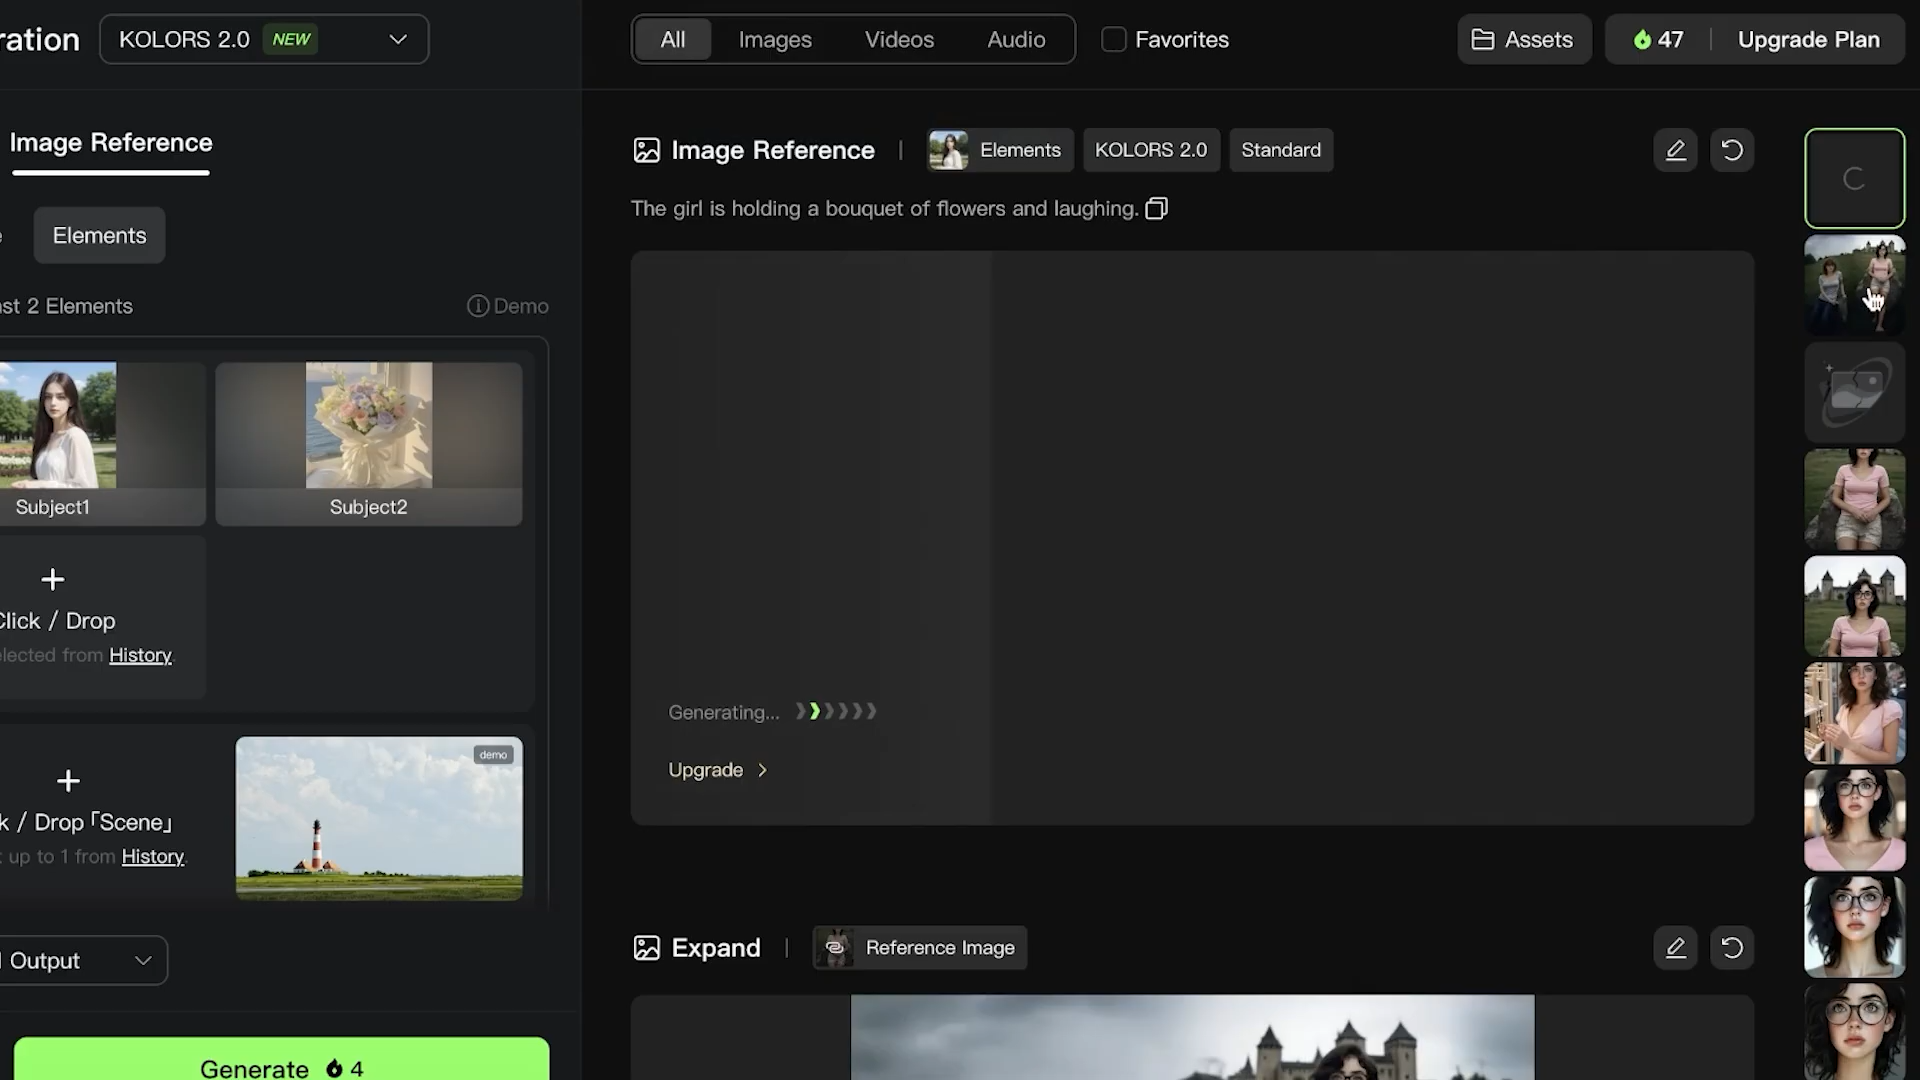 ration
KOLORS 2.0 NEW
All
Images
Videos
Audio
Favorites
Assets
47
Upgrade Plan
Image Reference
Elements
st 2 Elements
Demo
Subject1
Subject2
Click / Drop
elected from History.
demo
k / Drop「Scene」
up to 1 from History.
Output
Generate 4
Image Reference | Elements KOLORS 2.0 Standard
The girl is holding a bouquet of flowers and laughing.
Generating...
Upgrade >
Expand | Reference Image